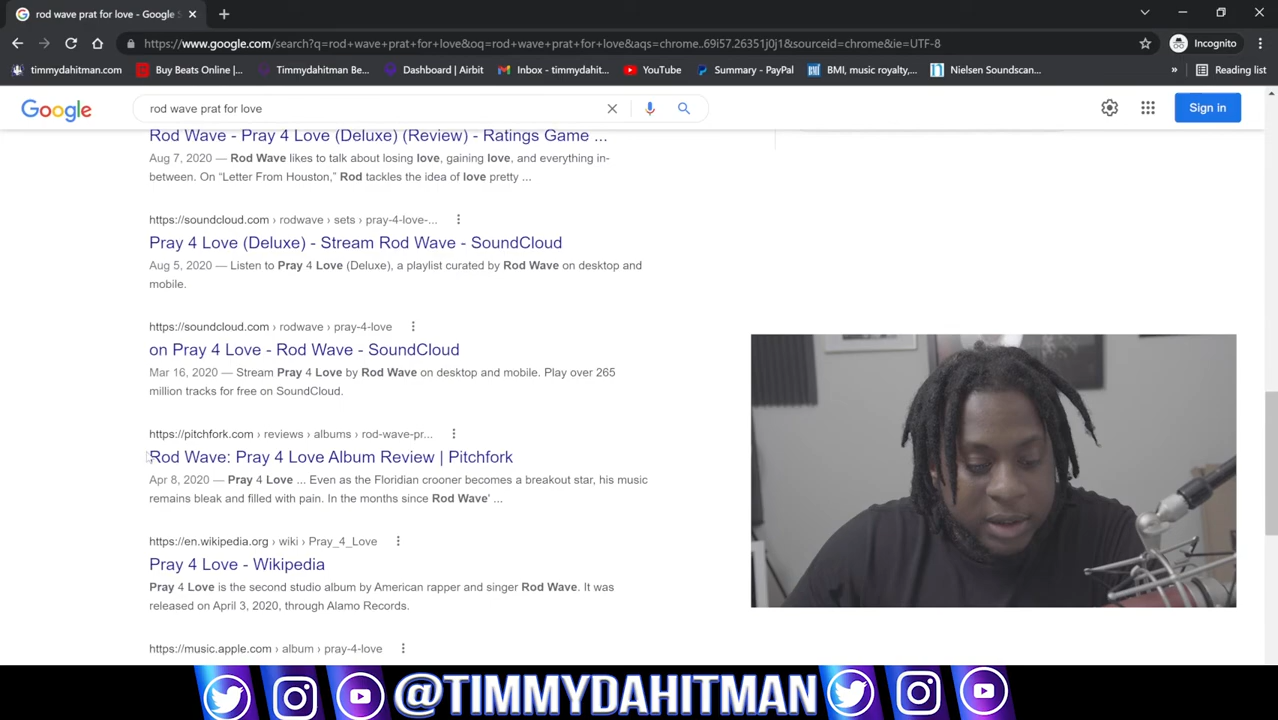 rod wave prat for love - Google S
https://www.google.com/search?q=rod+wave+prat+for+love&oq=rod+wave+prat+for+love&aqs=chrome..69i57.26351j0j1&sourceid=chrome&ie=UTF-8
Incognito
timmydahitman.com
Buy Beats Online |...
Timmydahitman Be...
Dashboard | Airbit
Inbox - timmydahit...
YouTube
Summary - PayPal
BMI, music royalty,...
Nielsen Soundscan...
»
Reading list
Google
rod wave prat for love
Sign in
Rod Wave - Pray 4 Love (Deluxe) (Review) - Ratings Game ...
Aug 7, 2020 — Rod Wave likes to talk about losing love, gaining love, and everything in-
between. On “Letter From Houston,” Rod tackles the idea of love pretty ...
https://soundcloud.com › rodwave › sets › pray-4-love-...
Pray 4 Love (Deluxe) - Stream Rod Wave - SoundCloud
Aug 5, 2020 — Listen to Pray 4 Love (Deluxe), a playlist curated by Rod Wave on desktop and
mobile.
https://soundcloud.com › rodwave › pray-4-love
on Pray 4 Love - Rod Wave - SoundCloud
Mar 16, 2020 — Stream Pray 4 Love by Rod Wave on desktop and mobile. Play over 265
million tracks for free on SoundCloud.
https://pitchfork.com › reviews › albums › rod-wave-pr...
Rod Wave: Pray 4 Love Album Review | Pitchfork
Apr 8, 2020 — Pray 4 Love ... Even as the Floridian crooner becomes a breakout star, his music
remains bleak and filled with pain. In the months since Rod Wave' ...
https://en.wikipedia.org › wiki › Pray_4_Love
Pray 4 Love - Wikipedia
Pray 4 Love is the second studio album by American rapper and singer Rod Wave. It was
released on April 3, 2020, through Alamo Records.
https://music.apple.com › album › pray-4-love
@TIMMYDAHITMAN